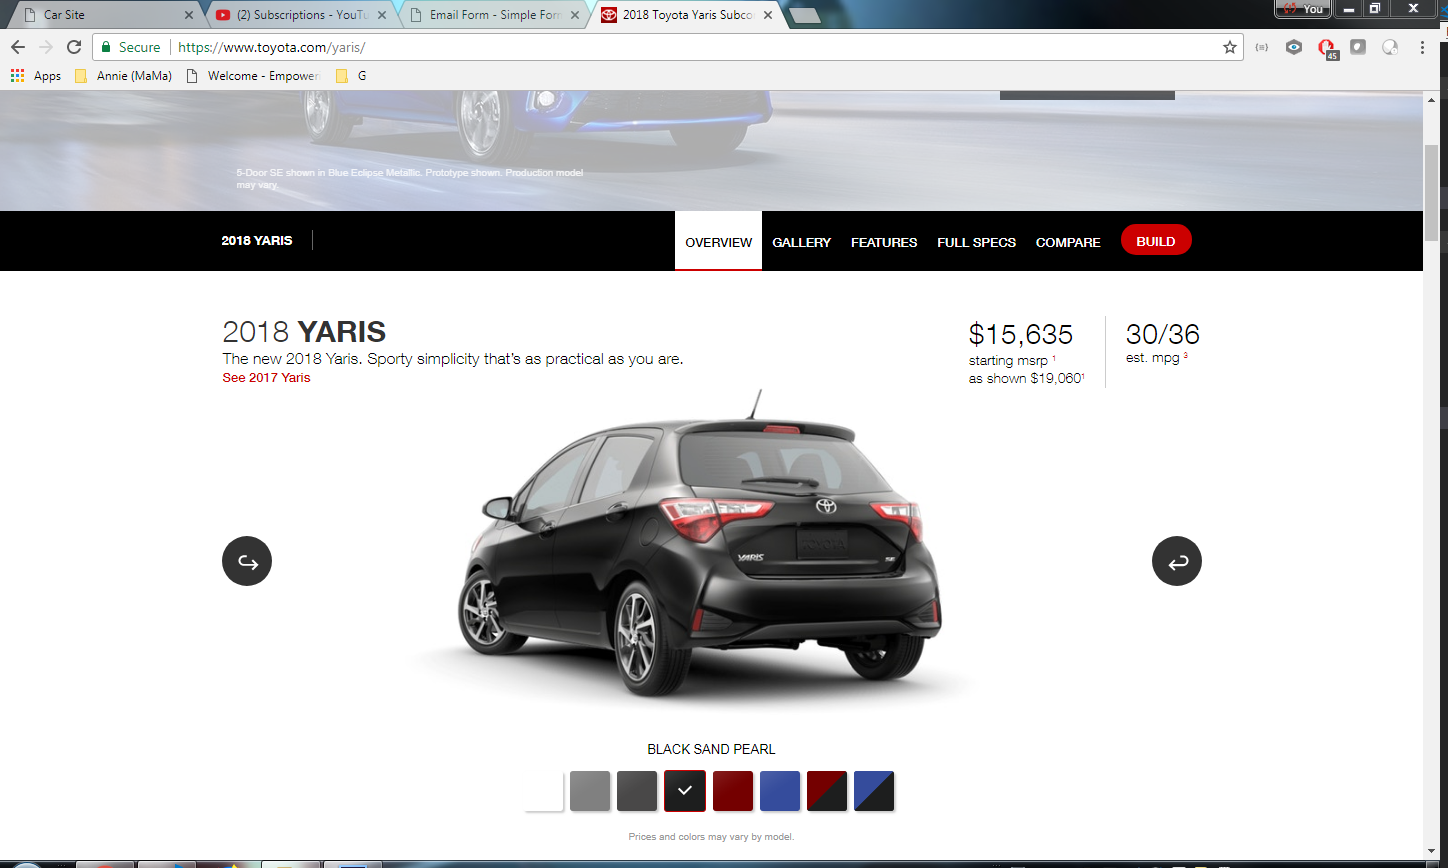 Car Site
(2) Subscriptions - YouTu
Email Form - Simple Form
2018 Toyota Yaris Subco
You
Secure
https://www.toyota.com/yaris/
45
Apps
Annie (MaMa)
Welcome - Empower
G
5-Door SE shown in Blue Eclipse Metallic. Prototype shown. Production model
may vary.
2018 YARIS
OVERVIEW
GALLERY
FEATURES
FULL SPECS
COMPARE
BUILD
2018 YARIS
The new 2018 Yaris. Sporty simplicity that's as practical as you are.
See 2017 Yaris
$15,635
starting msrp 1
as shown $19,0601
30/36
est. mpg 3
YARIS
TOYOTA
SE
BLACK SAND PEARL
Prices and colors may vary by model.